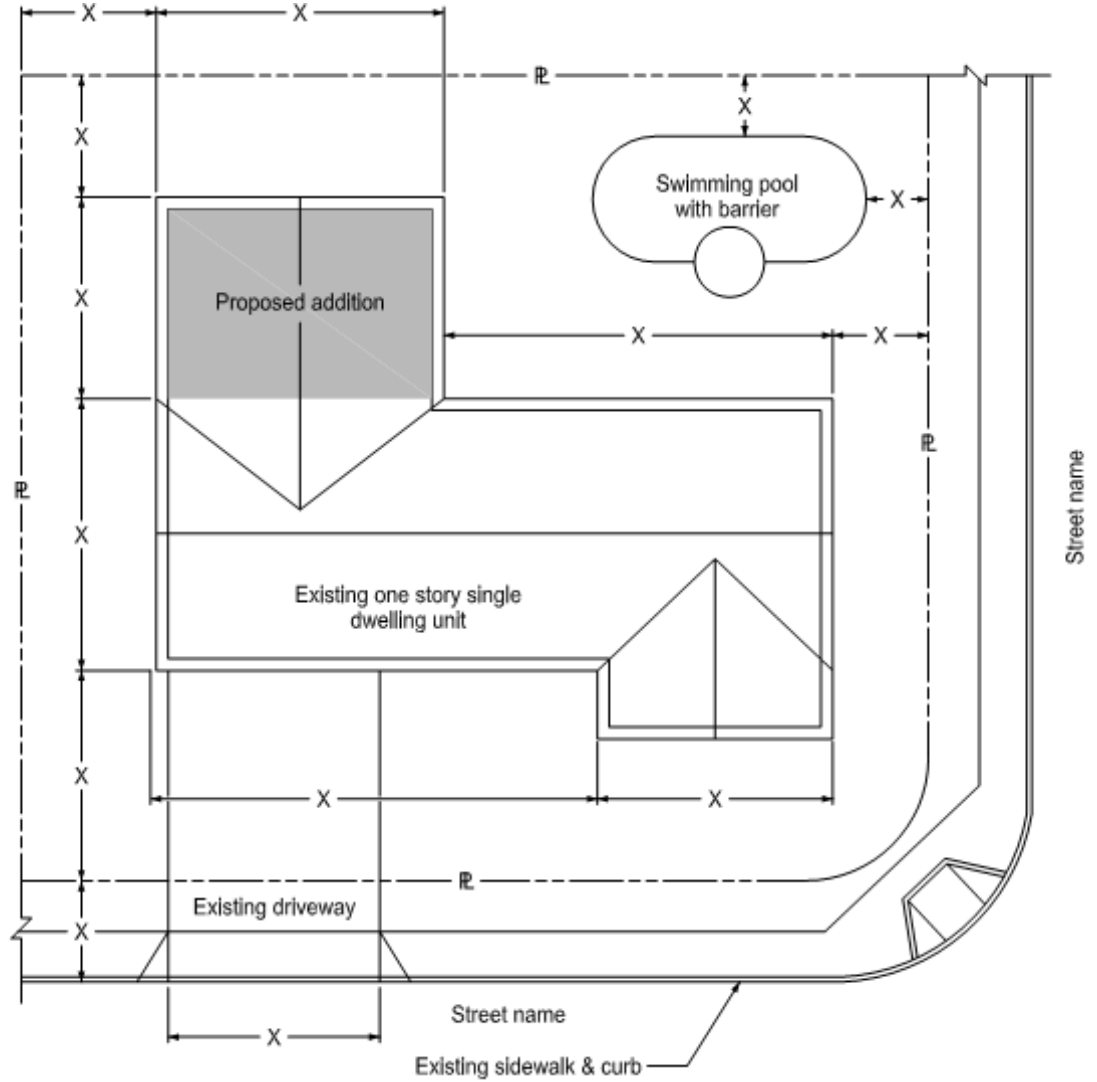 X
X
℄
X
X
Swimming pool
with barrier
X
X
Proposed addition
X
X
℄
Street name
℄
X
Existing one story single
dwelling unit
X
X
X
℄
Existing driveway
X
Street name
X
Existing sidewalk & curb